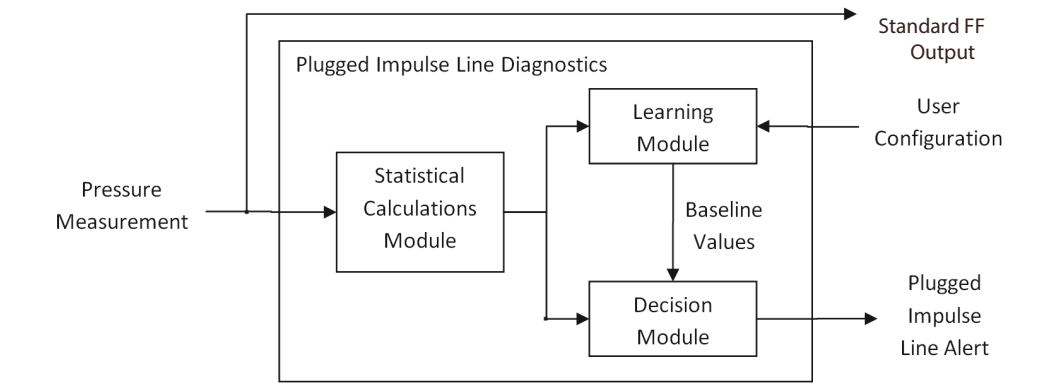 Standard FF
Output
Plugged Impulse Line Diagnostics
Learning
Module
User
Configuration
Statistical
Calculations
Module
Pressure
Measurement
Baseline
Values
Decision
Module
Plugged
Impulse
Line Alert